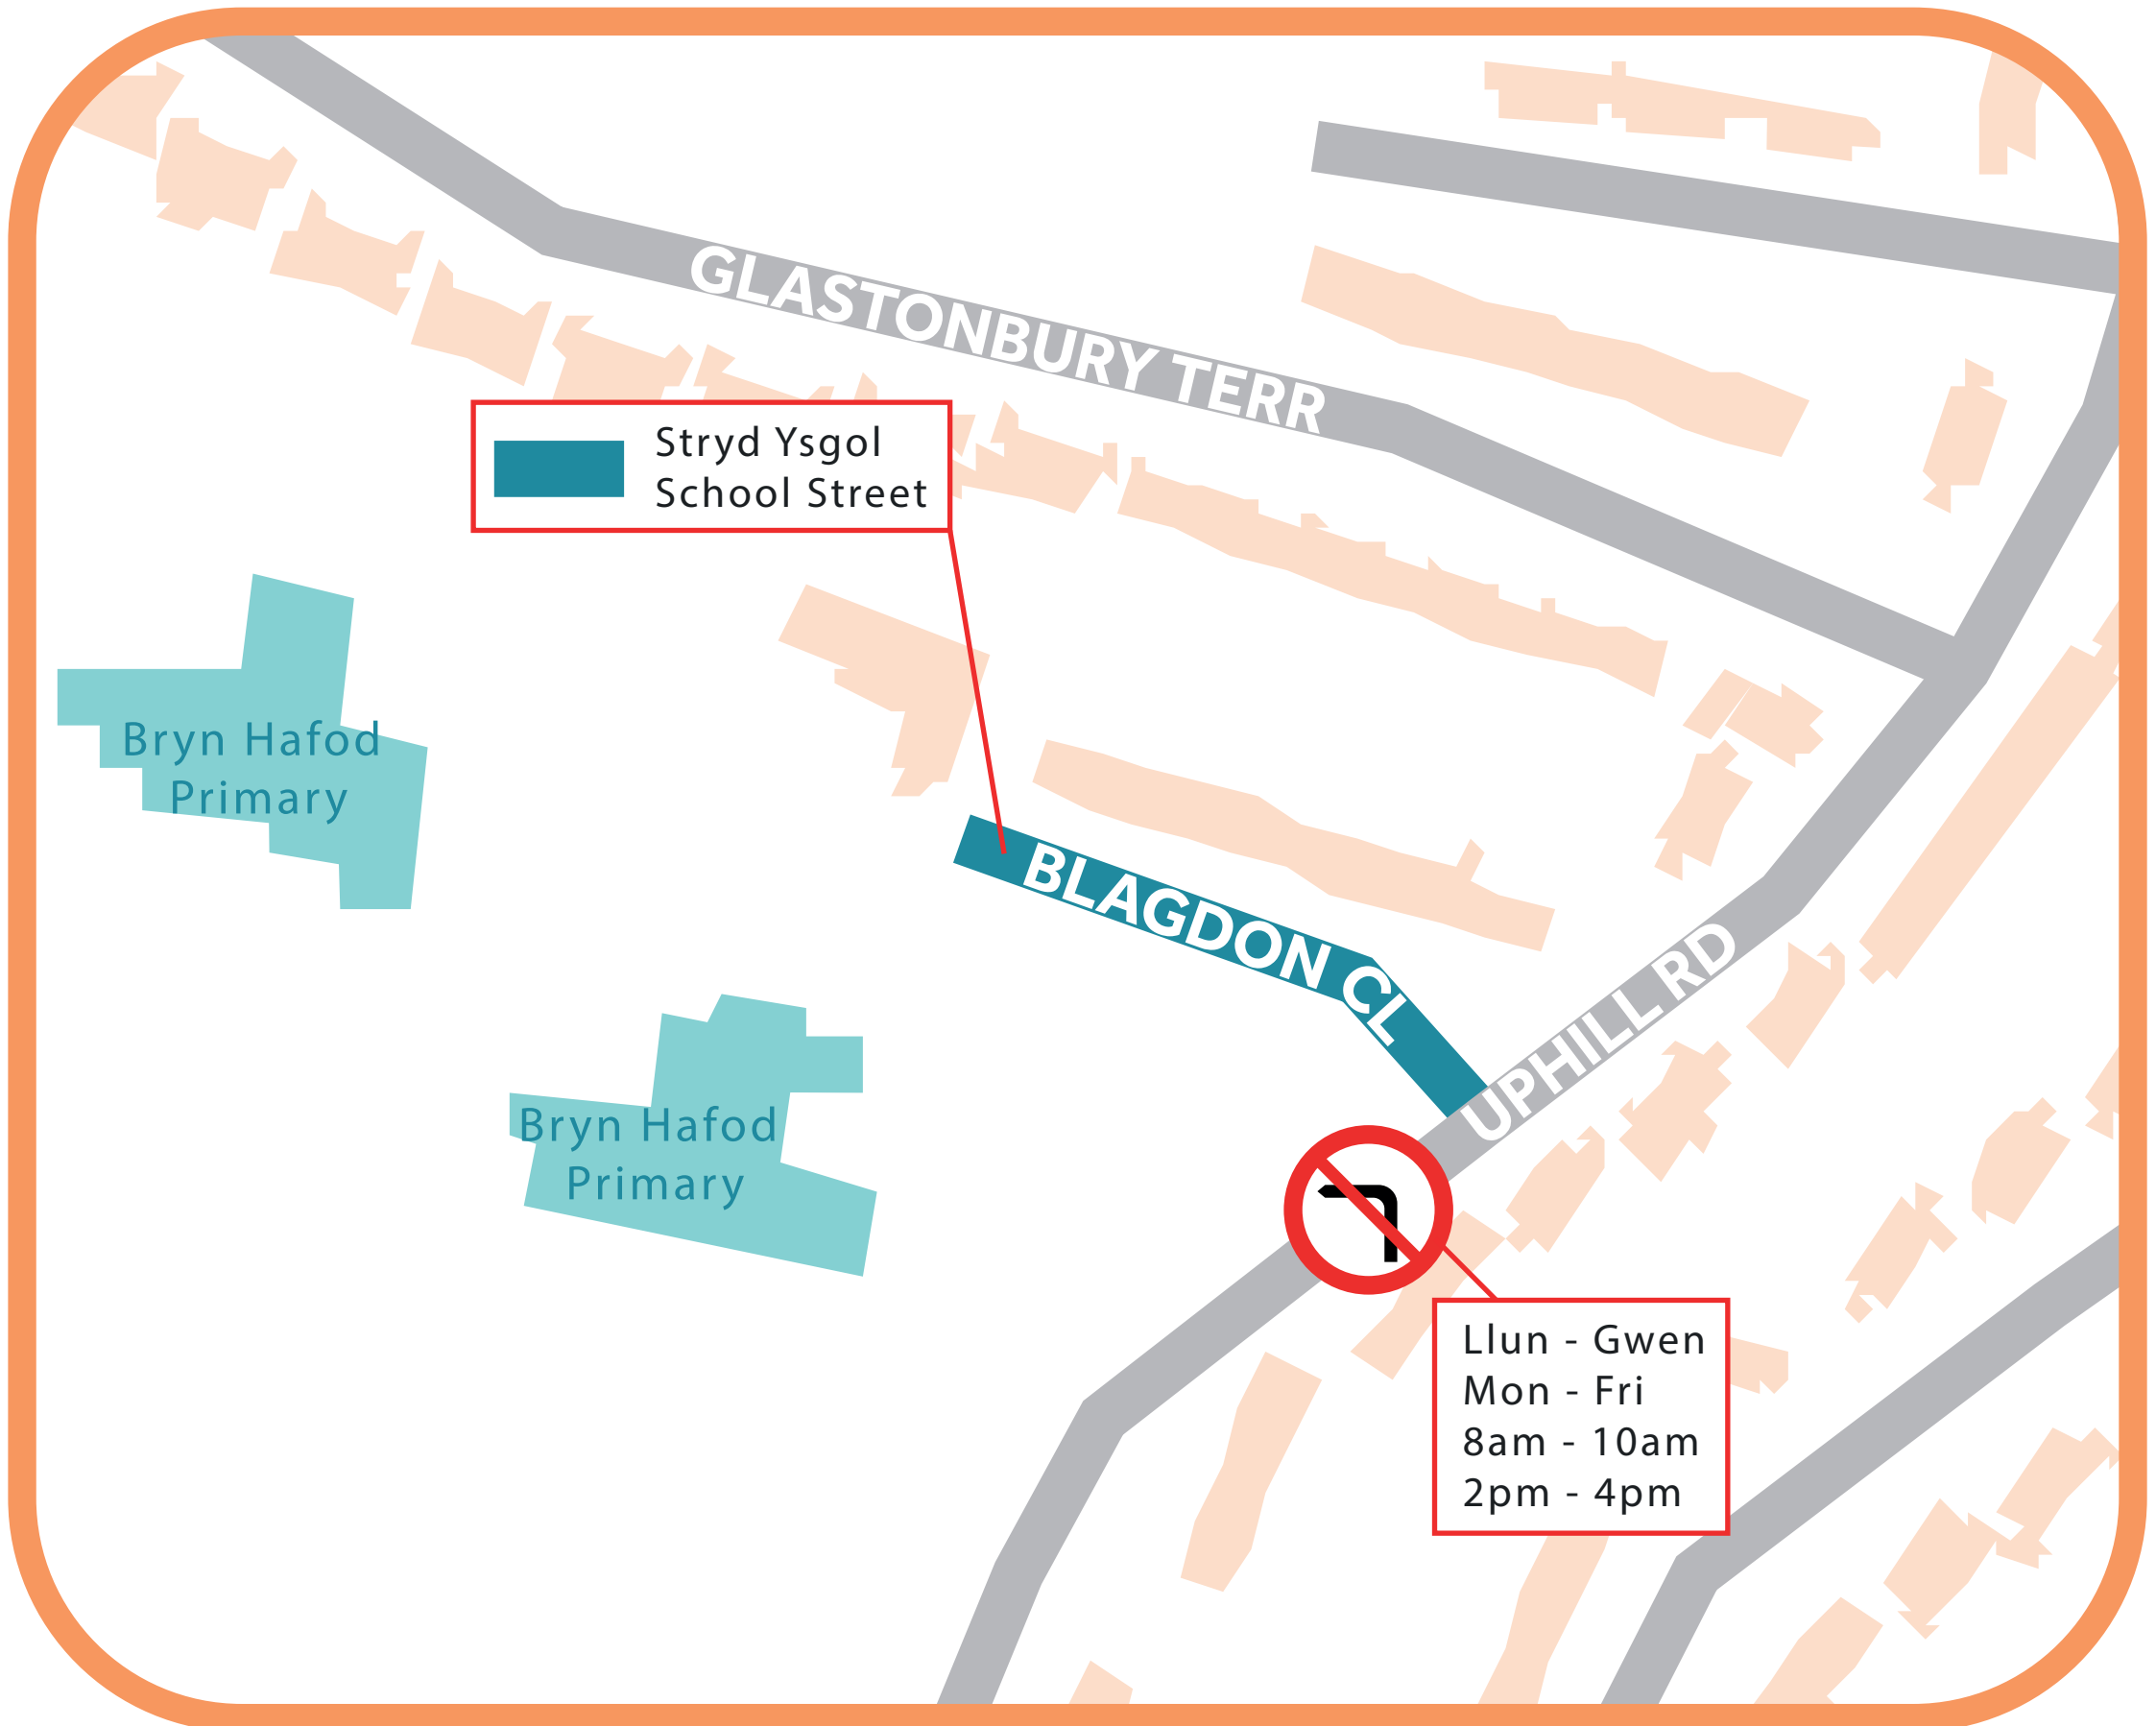 GLASTONBURY TERR
Stryd Ysgol
School Street
Bryn Hafod
Primary
BLAGDON CL
UPHILL RD
Bryn Hafod
Primary
Llun - Gwen
Mon - Fri
8am - 10am
2pm - 4pm